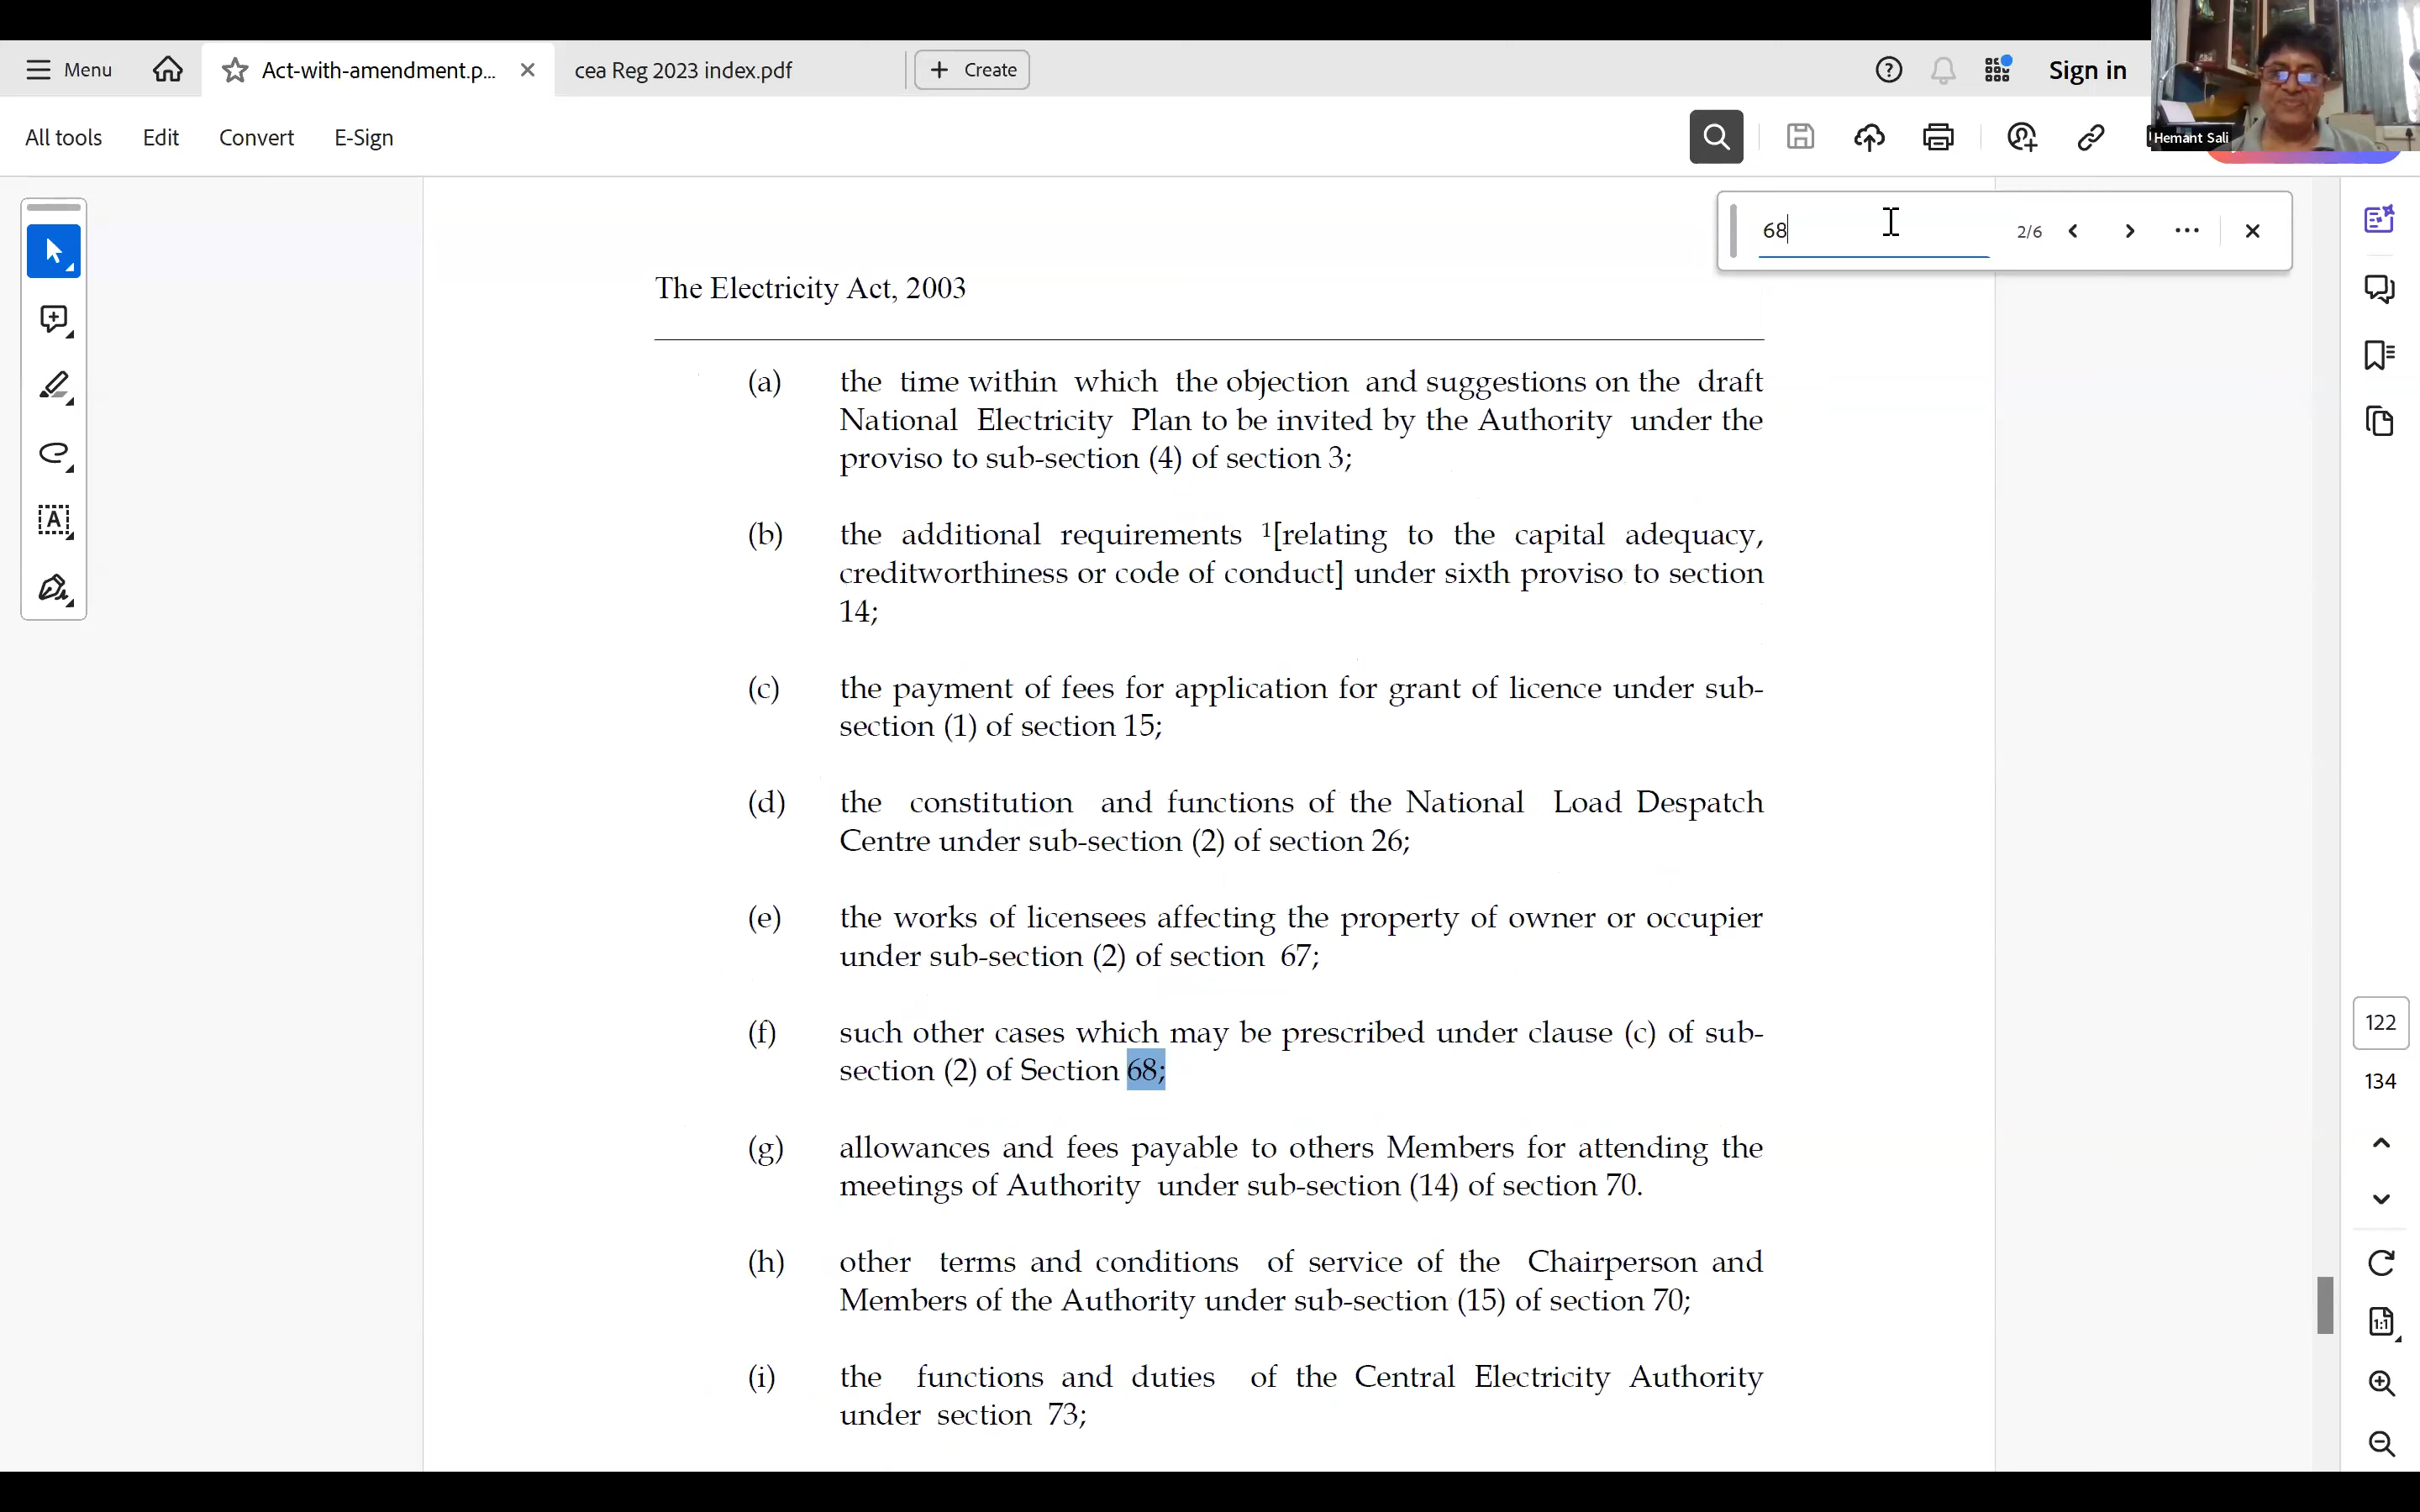 Menu
Act-with-amendment.p...
cea Reg 2023 index.pdf
Create
Sign in
All tools
Edit
Convert
E-Sign
Hemant Sali
68
2/6
The Electricity Act, 2003
(a) the time within which the objection and suggestions on the draft
National Electricity Plan to be invited by the Authority under the
proviso to sub-section (4) of section 3;
(b) the additional requirements ¹[relating to the capital adequacy,
creditworthiness or code of conduct] under sixth proviso to section
14;
(c) the payment of fees for application for grant of licence under sub-
section (1) of section 15;
(d) the constitution and functions of the National Load Despatch
Centre under sub-section (2) of section 26;
(e) the works of licensees affecting the property of owner or occupier
under sub-section (2) of section 67;
(f) such other cases which may be prescribed under clause (c) of sub-
section (2) of Section 68;
(g) allowances and fees payable to others Members for attending the
meetings of Authority under sub-section (14) of section 70.
(h) other terms and conditions of service of the Chairperson and
Members of the Authority under sub-section (15) of section 70;
(i) the functions and duties of the Central Electricity Authority
under section 73;
122
134
1:1